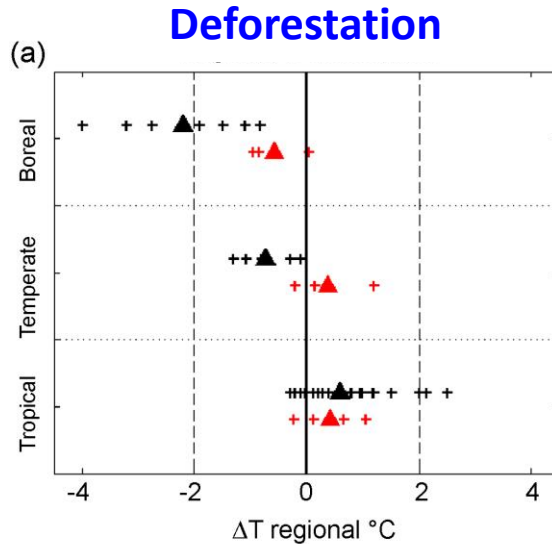 Deforestation
(a)
Boreal
Temperate
Tropical
-4 -2 0 2 4
ΔT regional °C